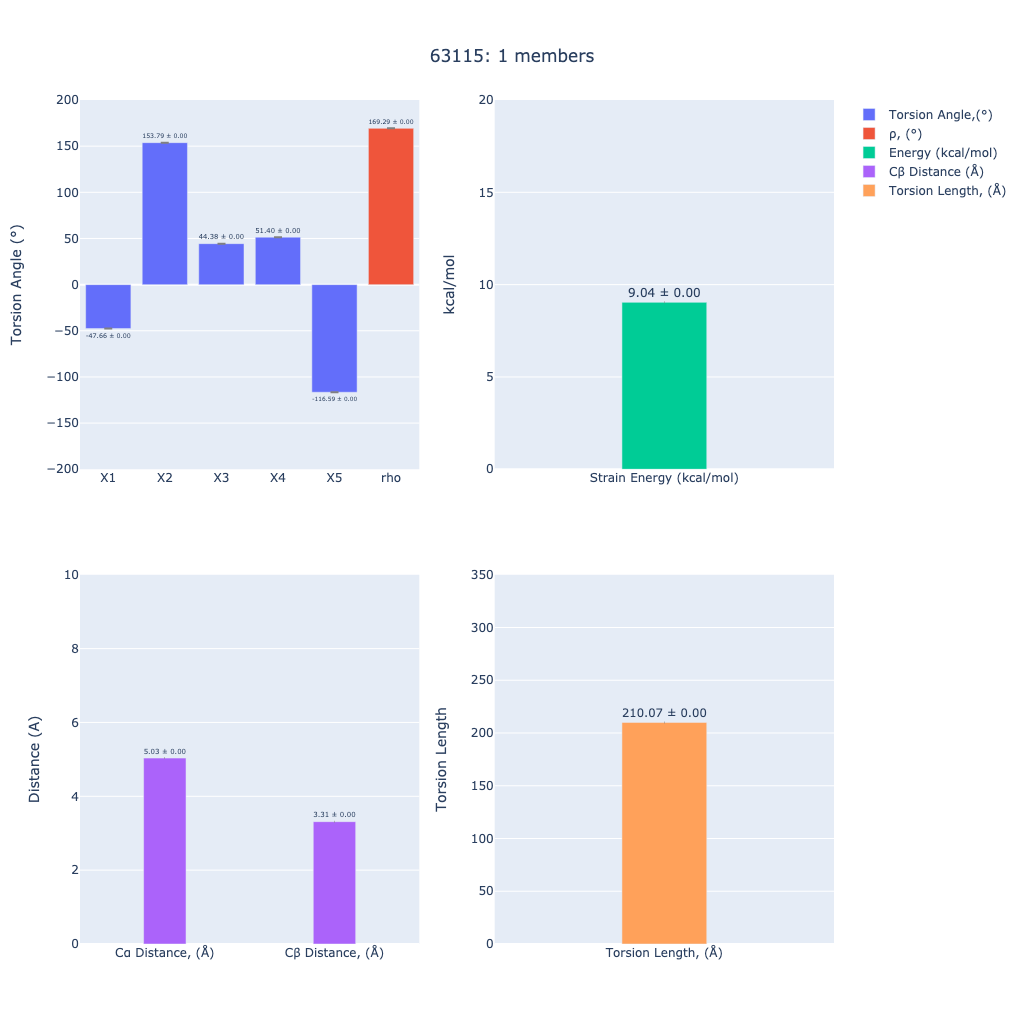 63115: 1 members
200
150
100
50
0
−50
−100
−150
−200
Torsion Angle (°)
-47.66 ± 0.00
153.79 ± 0.00
44.38 ± 0.00
51.40 ± 0.00
-116.59 ± 0.00
169.29 ± 0.00
X1 X2 X3 X4 X5 rho
20
15
10
5
0
kcal/mol
9.04 ± 0.00
Strain Energy (kcal/mol)
Torsion Angle,(°)
ρ, (°)
Energy (kcal/mol)
Cβ Distance (Å)
Torsion Length, (Å)
10
8
6
4
2
0
Distance (A)
5.03 ± 0.00
3.31 ± 0.00
Cα Distance, (Å) Cβ Distance, (Å)
350
300
250
200
150
100
50
0
Torsion Length
210.07 ± 0.00
Torsion Length, (Å)